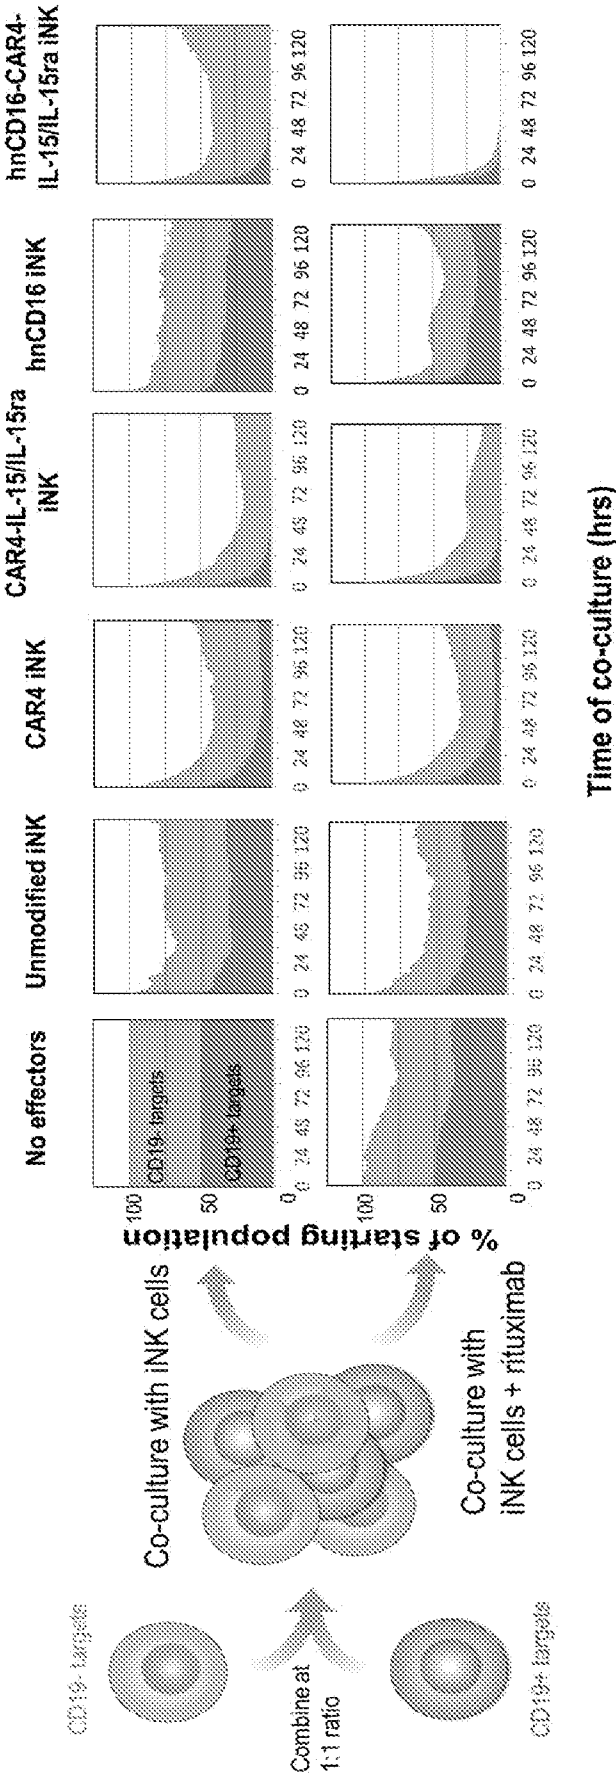 CD19- targets
Combine at
1:1 ratio
CD19+ targets
Co-culture with iNK cells
Co-culture with
iNK cells + rituximab
% of starting population
No effectors
100
50
0
CD19- targets
CD19+ targets
0 24 48 72 96 120
100
50
0
0 24 48 72 96 120
Unmodified iNK
0 24 48 72 96 120
0 24 48 72 96 120
CAR4 iNK
0 24 48 72 96 120
0 24 48 72 96 120
CAR4-IL-15/IL-15ra
iNK
0 24 48 72 96 120
0 24 48 72 96 120
hnCD16 iNK
0 24 48 72 96 120
0 24 48 72 96 120
hnCD16-CAR4-
IL-15/IL-15ra iNK
0 24 48 72 96 120
0 24 48 72 96 120
Time of co-culture (hrs)